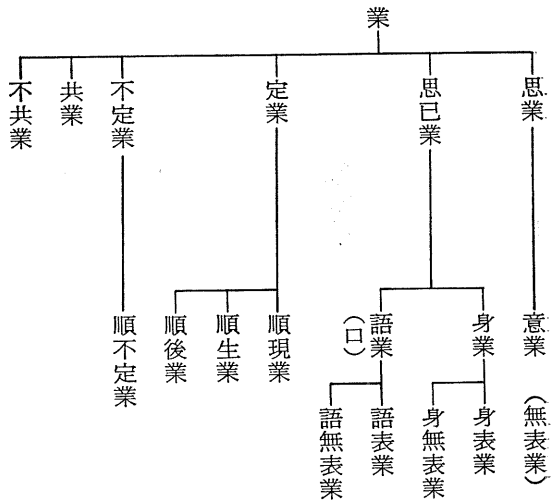 業
思業
思已業
定業
不定業
共業
不共業
意業
(無表業)
身業
語業
(口)
順現業
順生業
順後業
順不定業
身表業
身無表業
語表業
語無表業